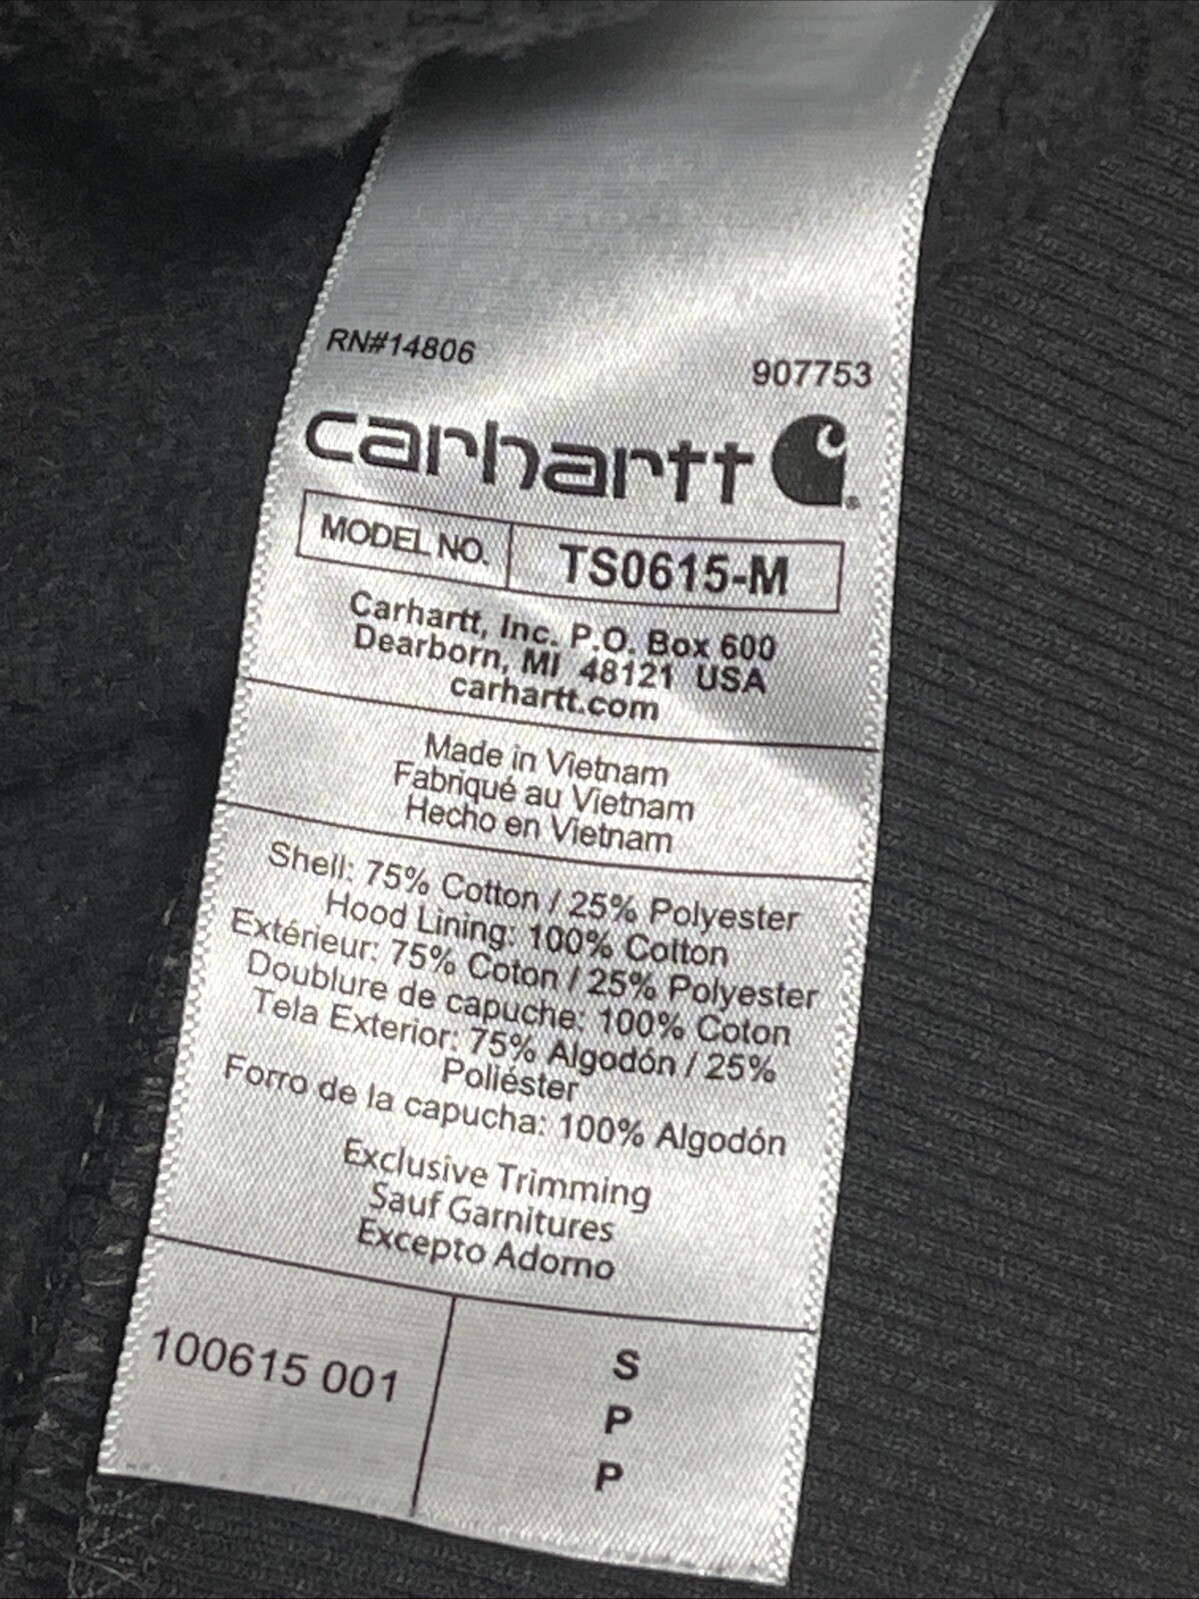 RN#14806
907753
carhartt
MODEL NO. TS0615-M
Carhartt, Inc. P.O. Box 600
Dearborn, MI 48121 USA
carhartt.com
Made in Vietnam
Fabriqué au Vietnam
Hecho en Vietnam
Shell: 75% Cotton / 25% Polyester
Hood Lining: 100% Cotton
Extérieur: 75% Coton / 25% Polyester
Doublure de capuche: 100% Coton
Tela Exterior: 75% Algodón / 25%
Poliéster
Forro de la capucha: 100% Algodón
Exclusive Trimming
Sauf Garnitures
Excepto Adorno
100615 001
S
P
P